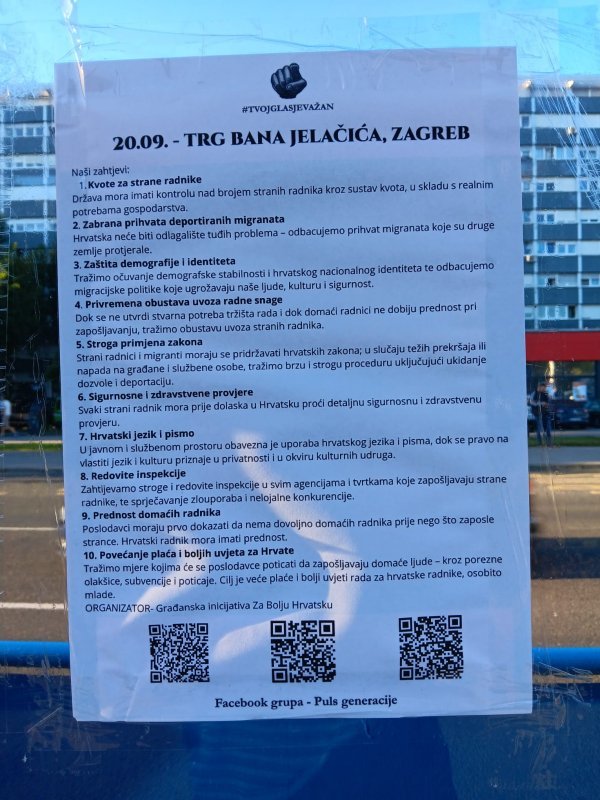 #TVOJGLASJEVAŽAN
20.09. - TRG BANA JELAČIĆA, ZAGREB
Naši zahtjevi:
1. Kvote za strane radnike
Država mora imati kontrolu nad brojem stranih radnika kroz sustav kvota, u skladu s realnim
potrebama gospodarstva.
2. Zabrana prihvata deportiranih migranata
Hrvatska neće biti odlagalište tuđih problema – odbacujemo prihvat migranata koje su druge
zemlje protjerale.
3. Zaštita demografije i identiteta
Tražimo očuvanje demografske stabilnosti i hrvatskog nacionalnog identiteta te odbacujemo
migracijske politike koje ugrožavaju naše ljude, kulturu i sigurnost.
4. Privremena obustava uvoza radne snage
Dok se ne utvrdi stvarna potreba tržišta rada i dok domaći radnici ne dobiju prednost pri
zapošljavanju, tražimo obustavu uvoza stranih radnika.
5. Stroga primjena zakona
Strani radnici i migranti moraju se pridržavati hrvatskih zakona; u slučaju težih prekršaja ili
napada na građane i službene osobe, tražimo brzu i strogu proceduru uključujući ukidanje
dozvole i deportaciju.
6. Sigurnosne i zdravstvene provjere
Svaki strani radnik mora prije dolaska u Hrvatsku proći detaljnu sigurnosnu i zdravstvenu
provjeru.
7. Hrvatski jezik i pismo
U javnom i službenom prostoru obavezna je uporaba hrvatskog jezika i pisma, dok se pravo na
vlastiti jezik i kulturu priznaje u privatnosti i u okviru kulturnih udruga.
8. Redovite inspekcije
Zahtijevamo stroge i redovite inspekcije u svim agencijama i tvrtkama koje zapošljavaju strane
radnike, te sprječavanje zlouporaba i nelojalne konkurencije.
9. Prednost domaćih radnika
Poslodavci moraju prvo dokazati da nema dovoljno domaćih radnika prije nego što zaposle
strance. Hrvatski radnik mora imati prednost.
10. Povećanje plaća i boljih uvjeta za Hrvate
Tražimo mjere kojima će se poslodavce poticati da zapošljavaju domaće ljude – kroz porezne
olakšice, subvencije i poticaje. Cilj je veće plaće i bolji uvjeti rada za hrvatske radnike, osobito
mlade.
ORGANIZATOR- Građanska inicijativa Za Bolju Hrvatsku
Facebook grupa - Puls generacije